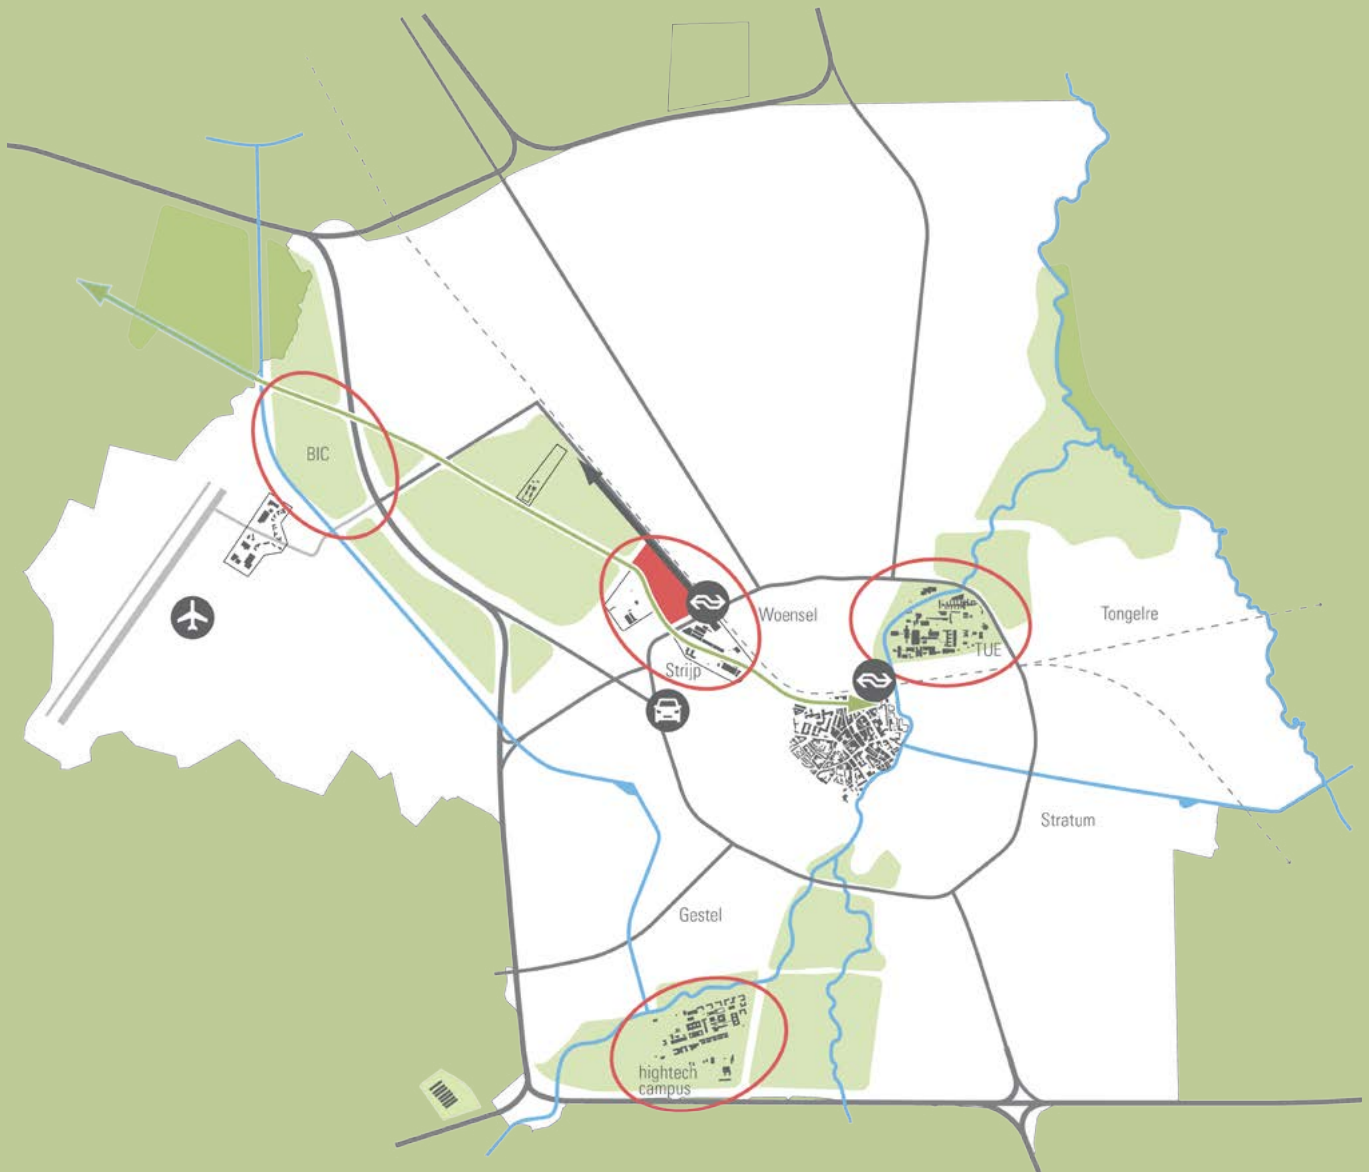 BIC
Woensel
Tongelre
TUE
Strijp
Stratum
Gestel
hightech
campus